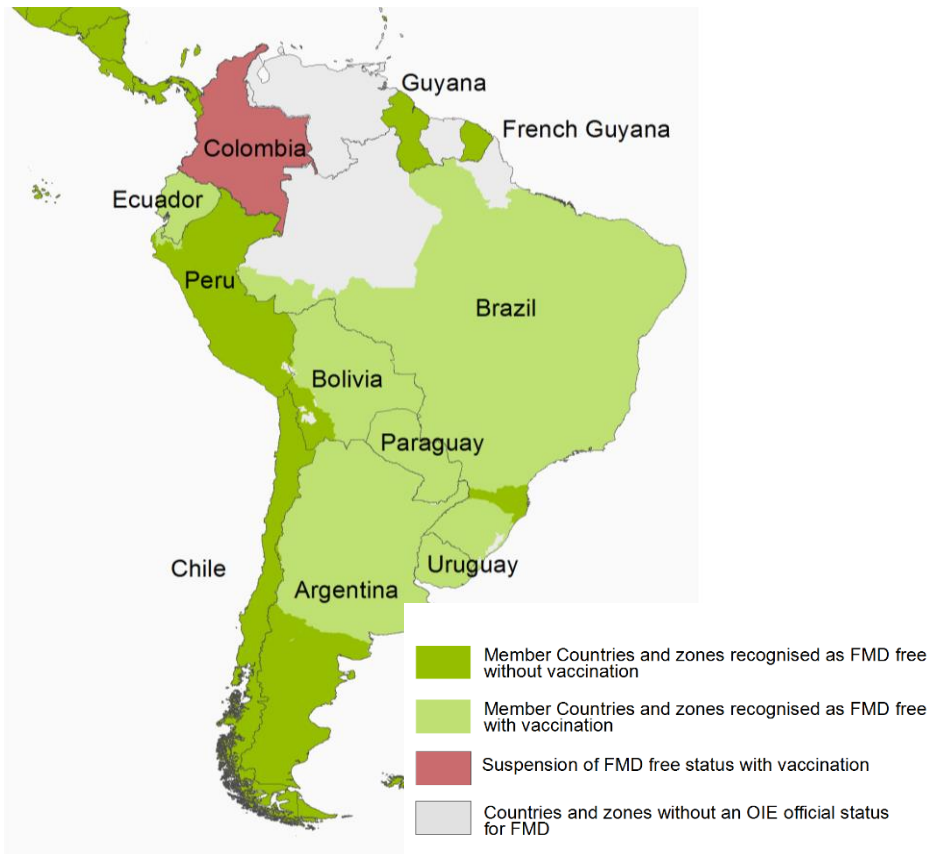 Guyana
French Guyana
Colombia
Ecuador
Peru
Brazil
Bolivia
Paraguay
Chile
Uruguay
Argentina
Member Countries and zones recognised as FMD free
without vaccination
Member Countries and zones recognised as FMD free
with vaccination
Suspension of FMD free status with vaccination
Countries and zones without an OIE official status
for FMD